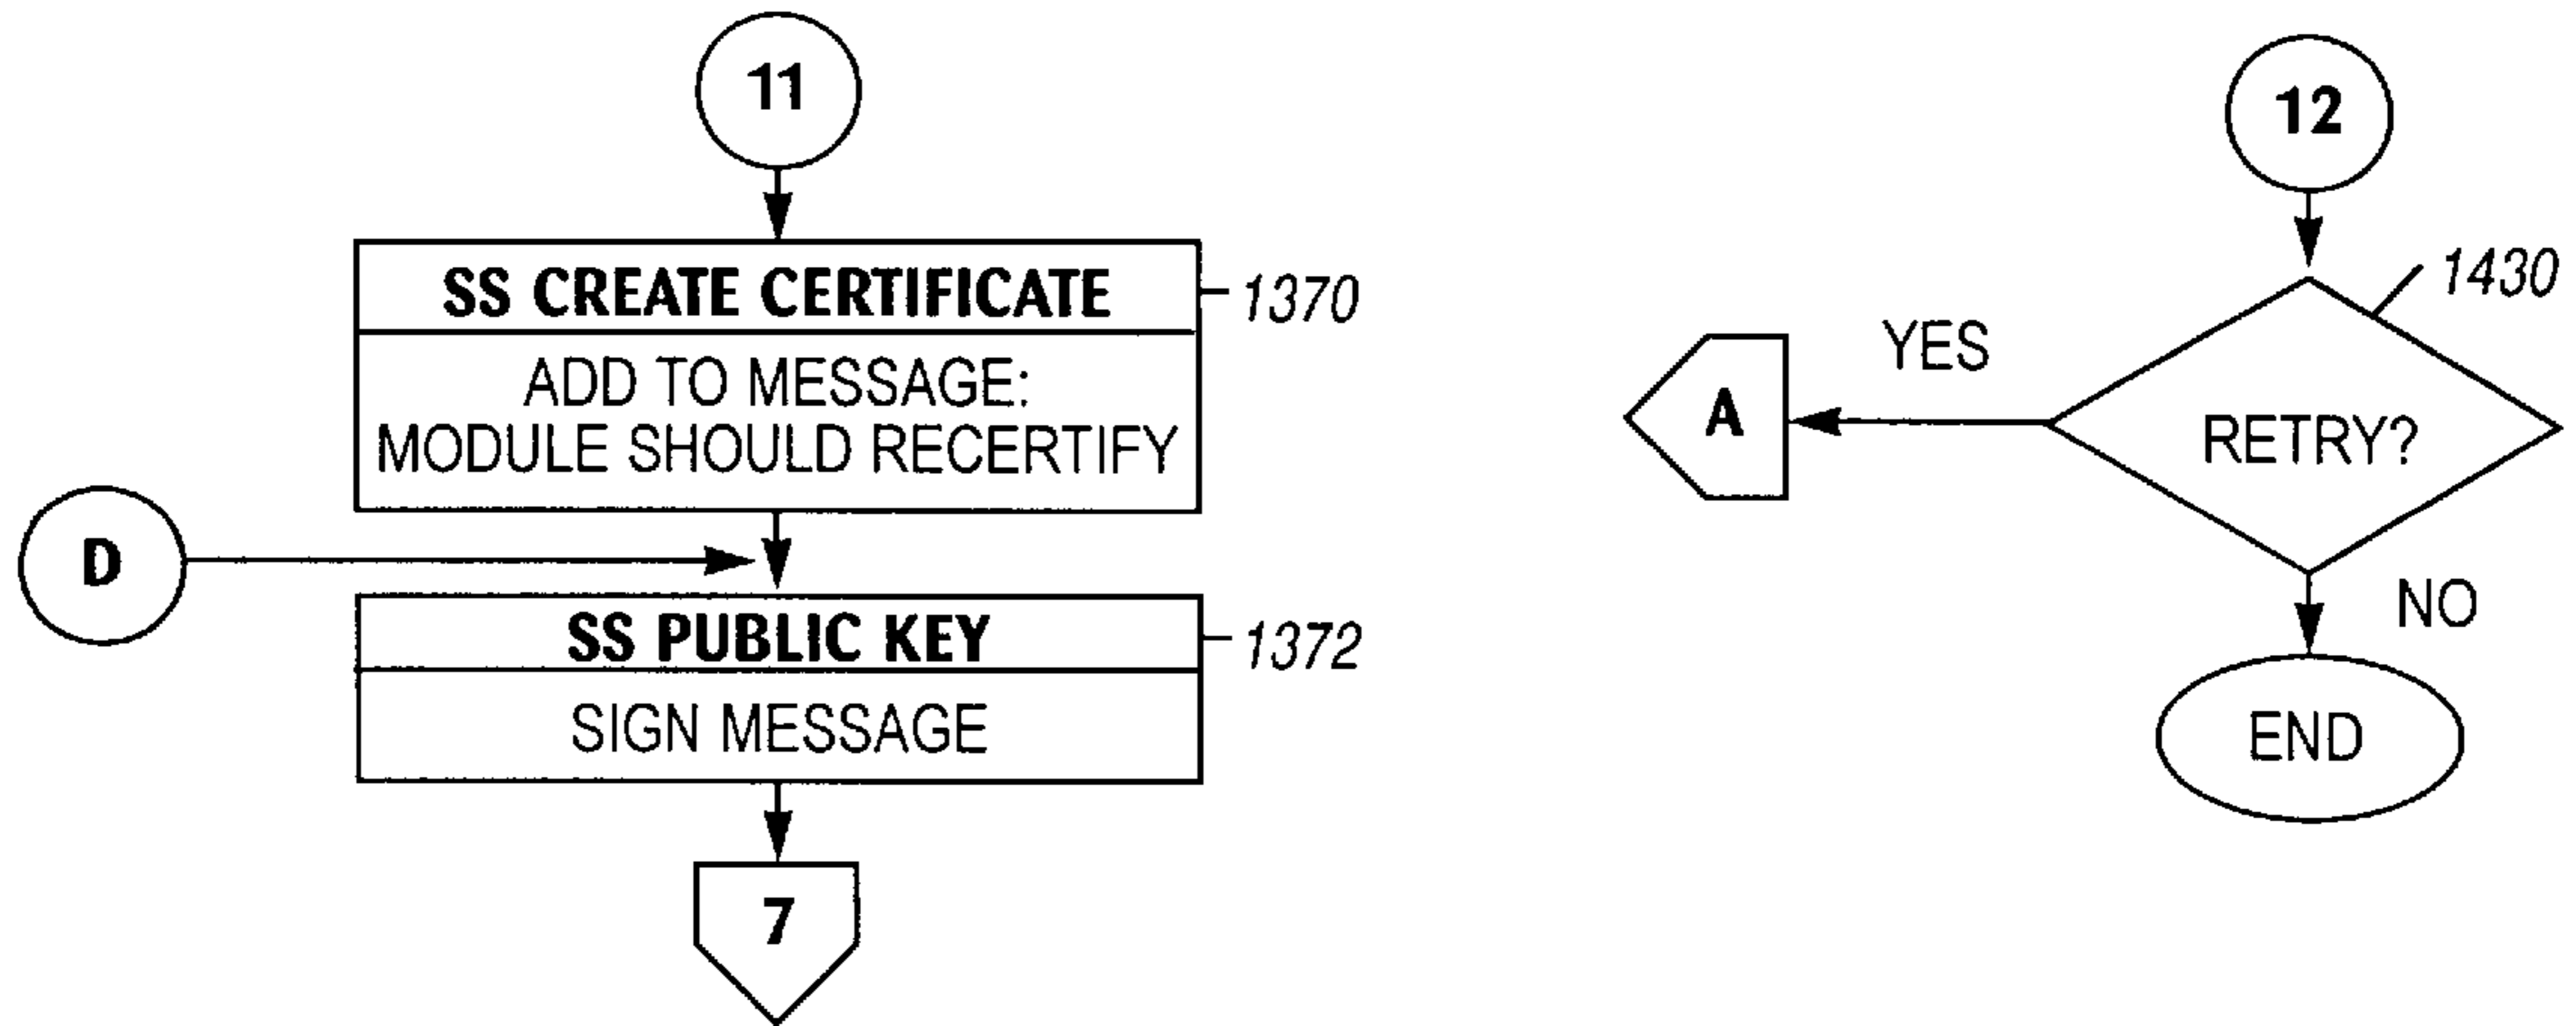 11
SS CREATE CERTIFICATE
1370
ADD TO MESSAGE:
MODULE SHOULD RECERTIFY
D
SS PUBLIC KEY
1372
SIGN MESSAGE
7
12
1430
YES
A
RETRY?
NO
END